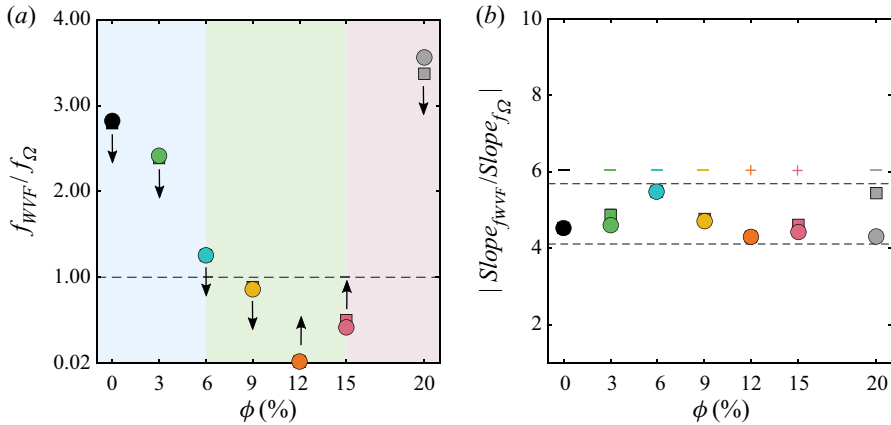 (a)
4.00
3.00
2.00
1.00
0.02
f_WVF / f_Ω
0 3 6 9 12 15 20
ϕ (%)
(b)
10
8
6
4
2
|Slope_fWVF/Slope_fΩ|
− − − − + + −
0 3 6 9 12 15 20
ϕ (%)